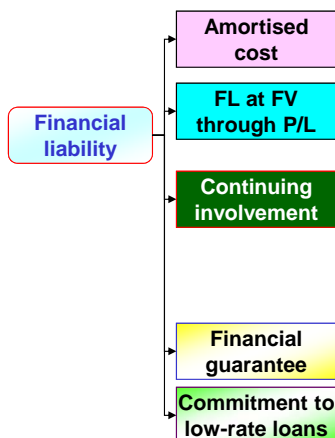 Amortised
cost
FL at FV
through P/L
Financial
liability
Continuing
involvement
Financial
guarantee
Commitment to
low-rate loans